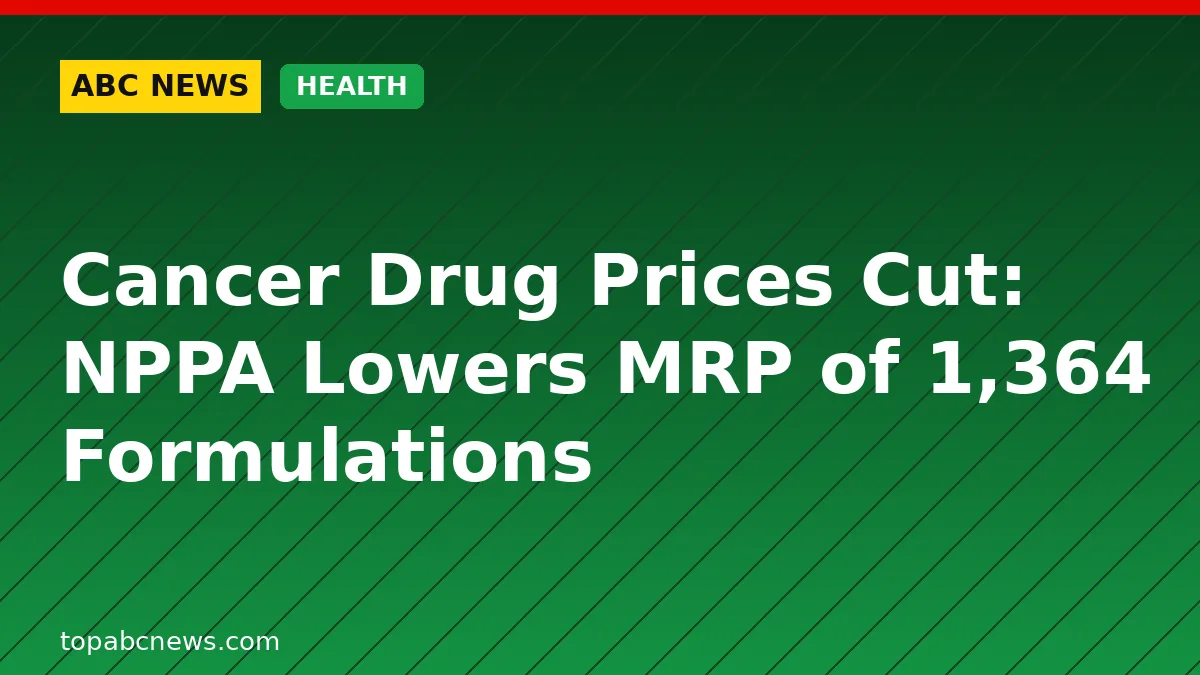 ABC NEWS
HEALTH
Cancer Drug Prices Cut:
NPPA Lowers MRP of 1,364
Formulations
topabcnews.com